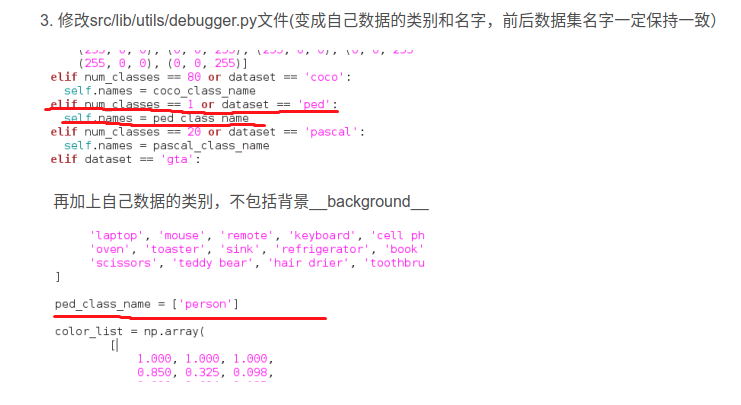 3. 修改src/lib/utils/debugger.py文件(变成自己数据的类别和名字，前后数据集名字一定保持一致）
(255, 0, 0), (0, 0, 255)]
elif num_classes == 80 or dataset == 'coco':
self.names = coco_class_name
elif num_classes == 1 or dataset == 'ped':
self.names = ped_class_name
elif num_classes == 20 or dataset == 'pascal':
self.names = pascal_class_name
elif dataset == 'gta':
再加上自己数据的类别，不包括背景__background__
'laptop', 'mouse', 'remote', 'keyboard', 'cell ph
'oven', 'toaster', 'sink', 'refrigerator', 'book'
'scissors', 'teddy bear', 'hair drier', 'toothbru
]
ped_class_name = ['person']
color_list = np.array(
[
1.000, 1.000, 1.000,
0.850, 0.325, 0.098,